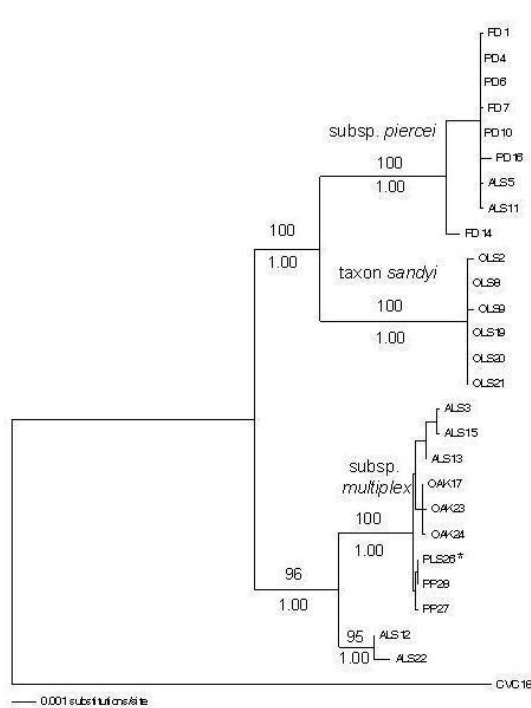 PD1
PD4
PD6
PD7
subsp. piercei
PD10
100
PD16
1.00
ALS5
ALS11
100
PD14
1.00
taxon sandyi
OLS2
OLS8
100
OLS9
1.00
OLS19
OLS20
OLS21
ALS3
ALS15
subsp.
multiplex
ALS13
OAK17
100
OAK23
1.00
OAK24
96
PLS26*
1.00
PP28
PP27
95
ALS12
1.00
ALS22
CVC18
0.001 substitutions/site